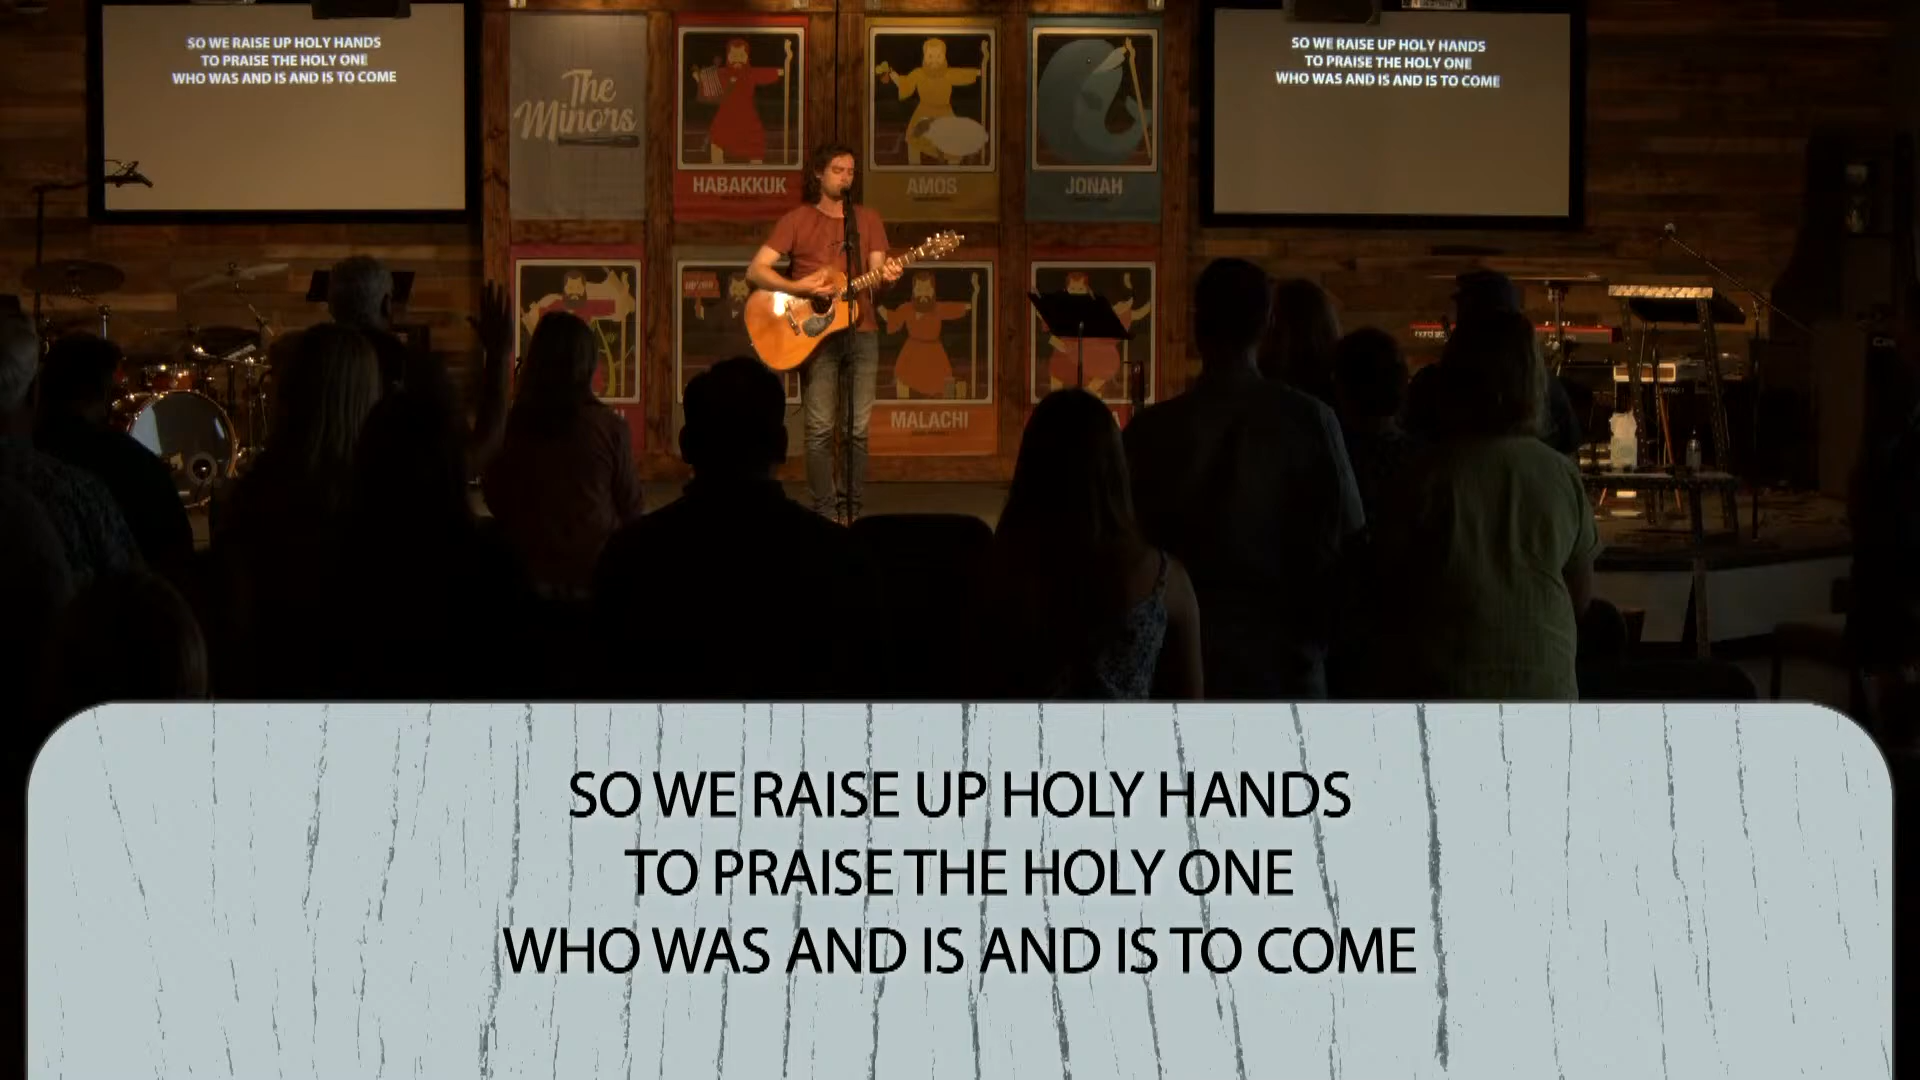 SO WE RAISE UP HOLY HANDS
TO PRAISE THE HOLY ONE
WHO WAS AND IS AND IS TO COME
SO WE RAISE UP HOLY HANDS
TO PRAISE THE HOLY ONE
WHO WAS AND IS AND IS TO COME
The
Minors
HABAKKUK
AMOS
JONAH
MALACHI
nord
SO WE RAISE UP HOLY HANDS
TO PRAISE THE HOLY ONE
WHO WAS AND IS AND IS TO COME